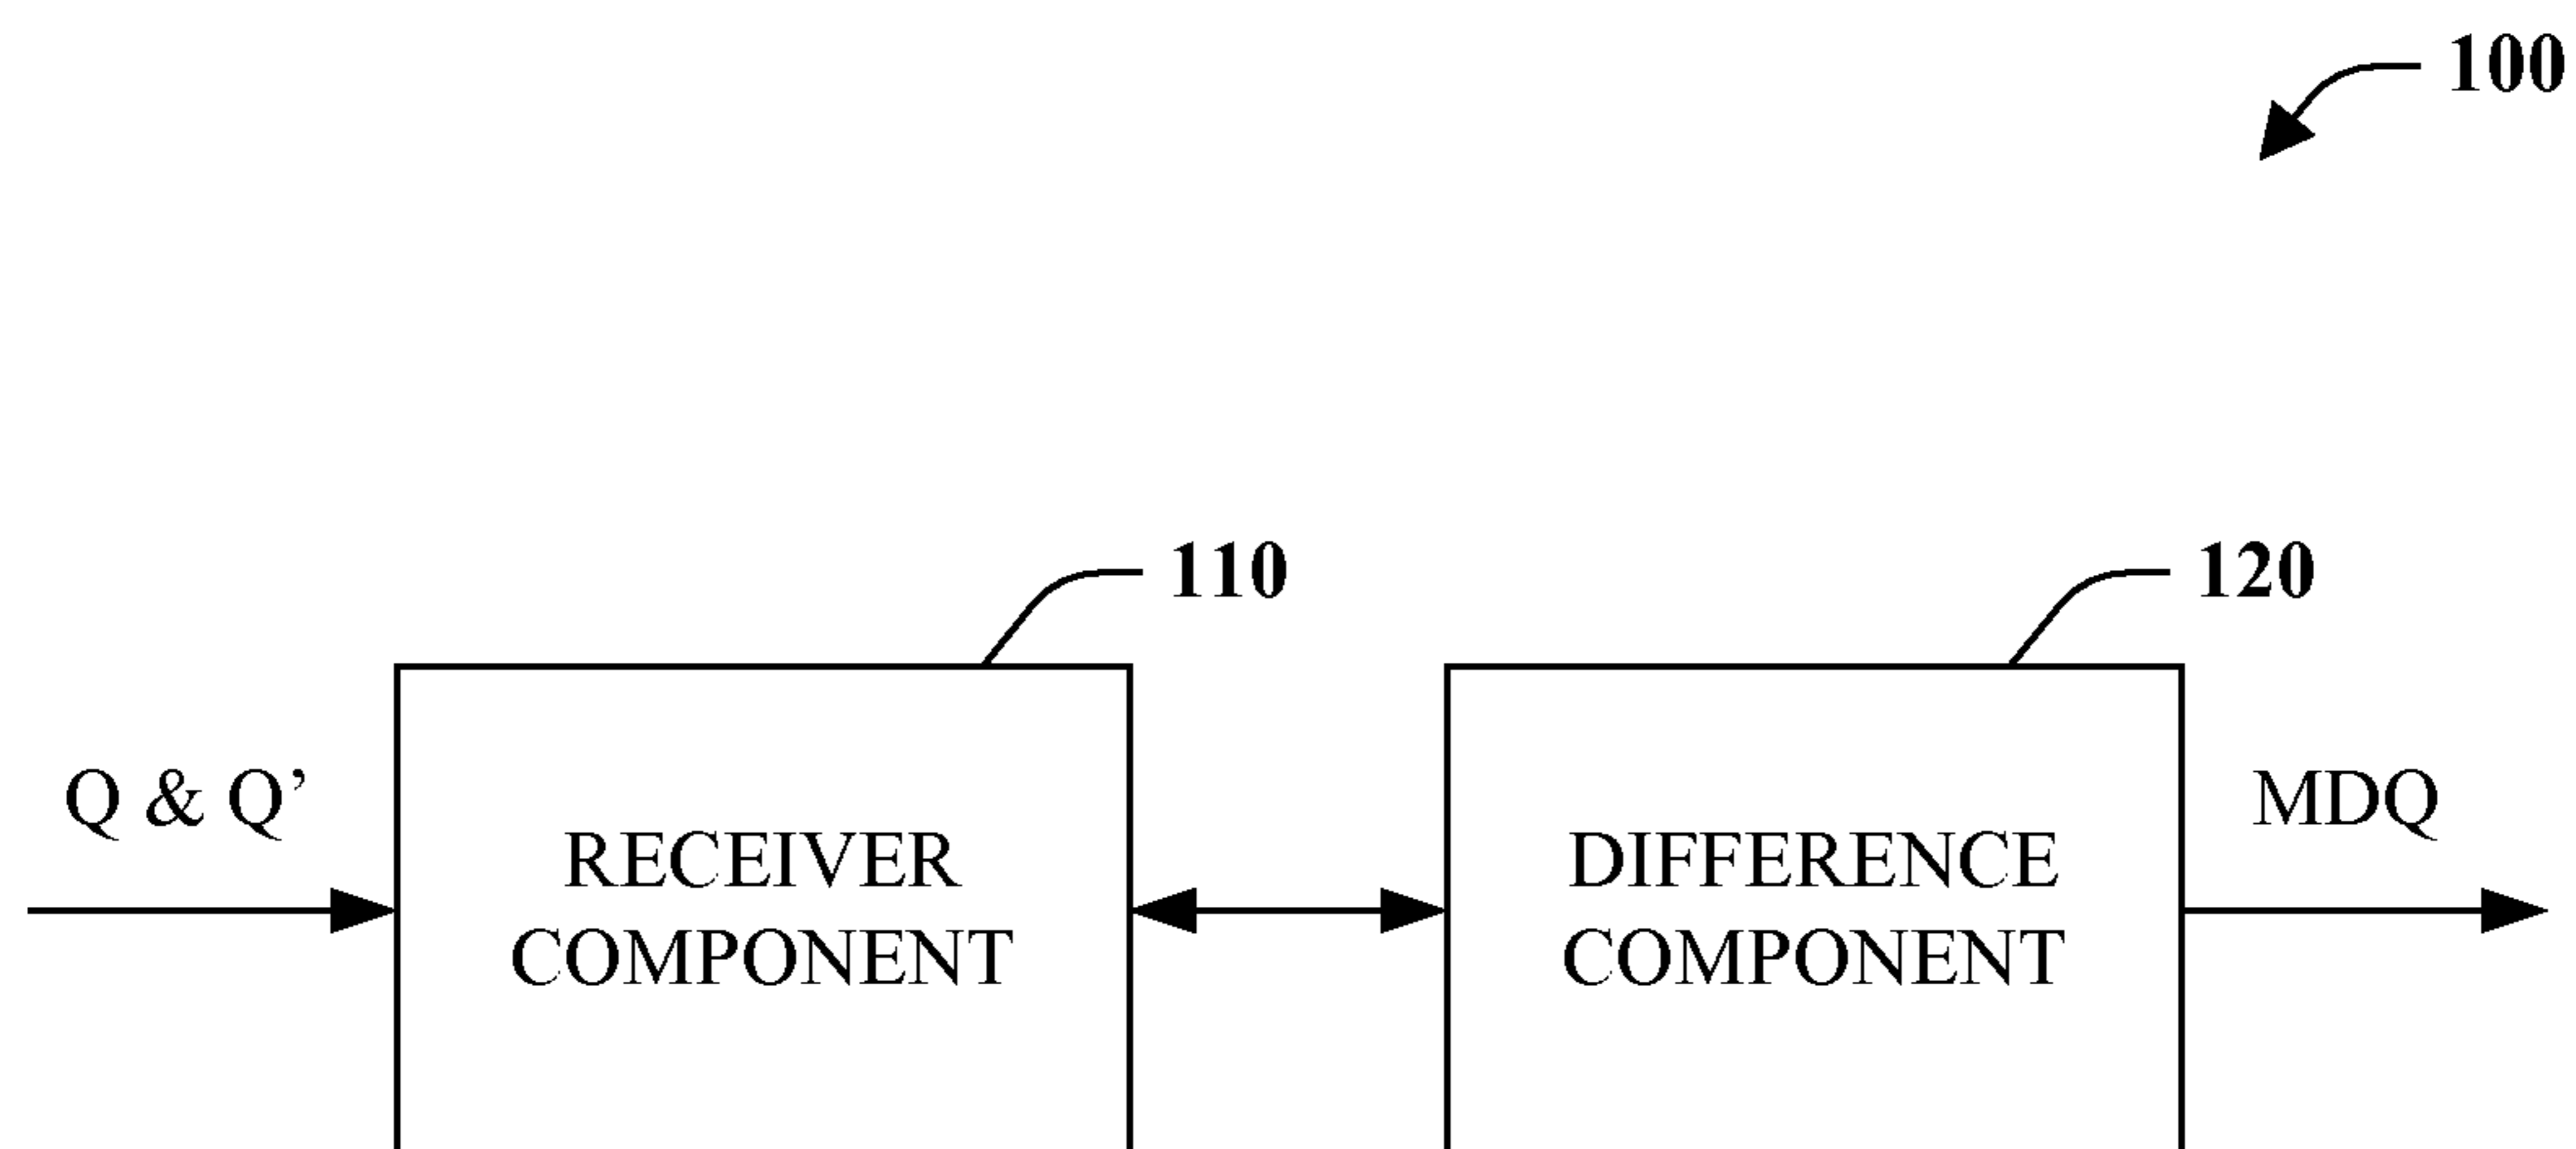 100
110
120
Q & Q’
MDQ
RECEIVER
COMPONENT
DIFFERENCE
COMPONENT